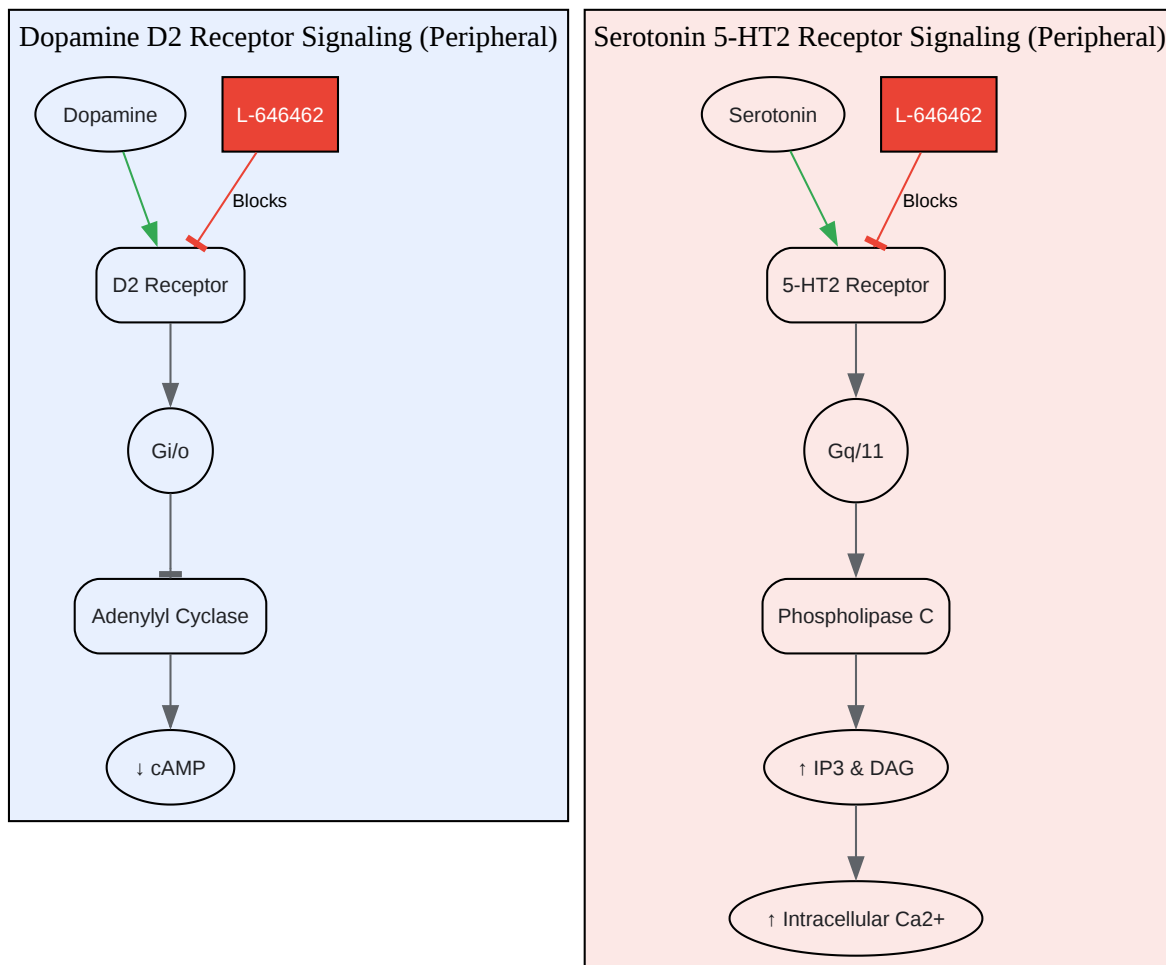 Dopamine D2 Receptor Signaling (Peripheral)
Dopamine
L-646462
Blocks
D2 Receptor
Gi/o
Adenylyl Cyclase
↓ cAMP
Serotonin 5-HT2 Receptor Signaling (Peripheral)
Serotonin
L-646462
Blocks
5-HT2 Receptor
Gq/11
Phospholipase C
↑ IP3 & DAG
↑ Intracellular Ca2+